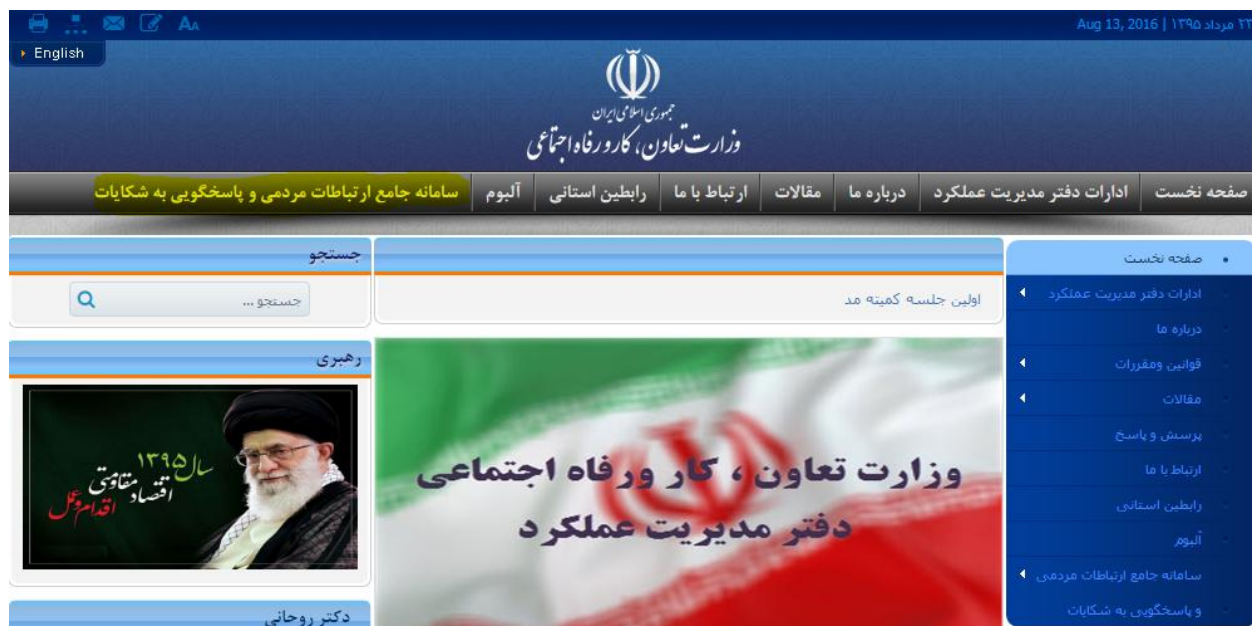 ۲۳ مرداد ۱۳۹۵ | Aug 13, 2016
AA
English
جمهوری اسلامی ایران
وزارت تعاون، کار و رفاه اجتماعی
صفحه نخست
ادارات دفتر مدیریت عملکرد
درباره ما
مقالات
ارتباط با ما
رابطین استانی
آلبوم
سامانه جامع ارتباطات مردمی و پاسخگویی به شکایات
صفحه نخست
ادارات دفتر مدیریت عملکرد
درباره ما
قوانین ومقررات
مقالات
پرسش و پاسخ
ارتباط با ما
رابطین استانی
آلبوم
سامانه جامع ارتباطات مردمی
و پاسخگویی به شکایات
اولین جلسه کمیته مد
وزارت تعاون ، کار ورفاه اجتماعی
دفتر مدیریت عملکرد
جستجو
جستجو ...
رهبری
سال ۱۳۹۵
اقتصاد مقاومتی
اقدام و عمل
دکتر روحانی